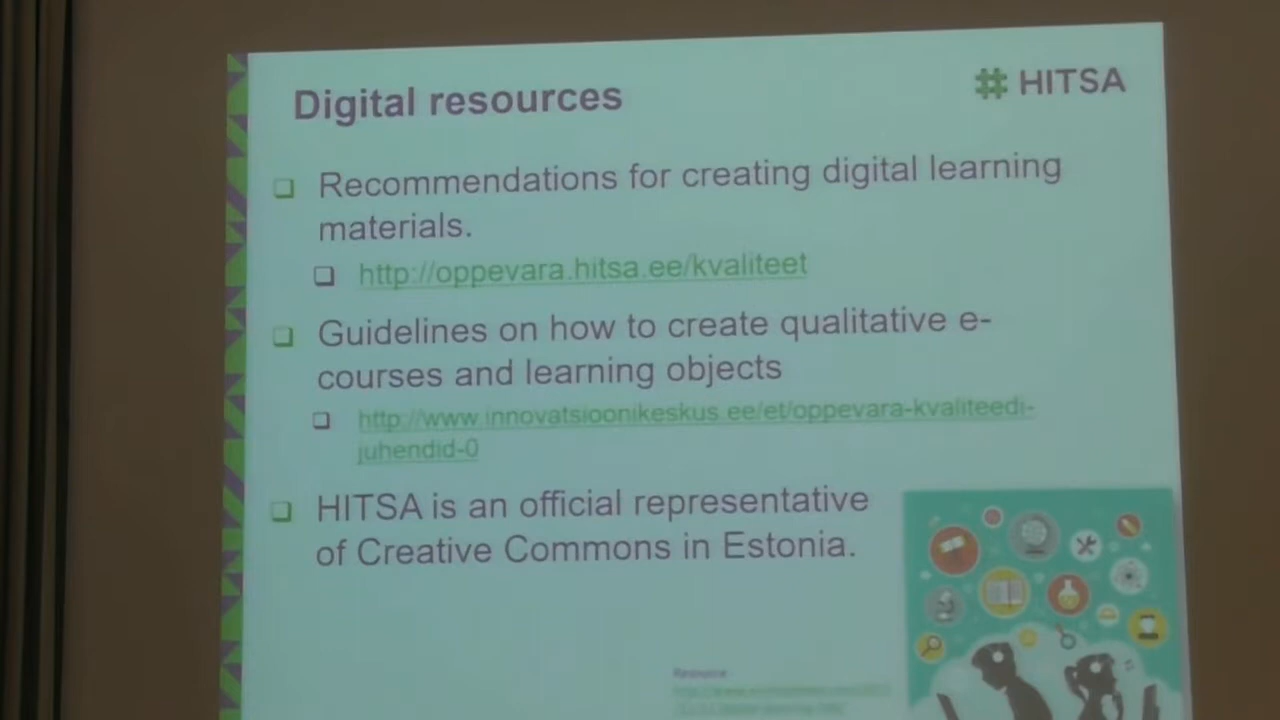 Digital resources
HITSA
Recommendations for creating digital learning
materials.
http://oppevara.hitsa.ee/kvaliteet
Guidelines on how to create qualitative e-
courses and learning objects
http://www.innovatsioonikeskus.ee/et/oppevara-kvaliteedi-
juhendid-0
HITSA is an official representative
of Creative Commons in Estonia.